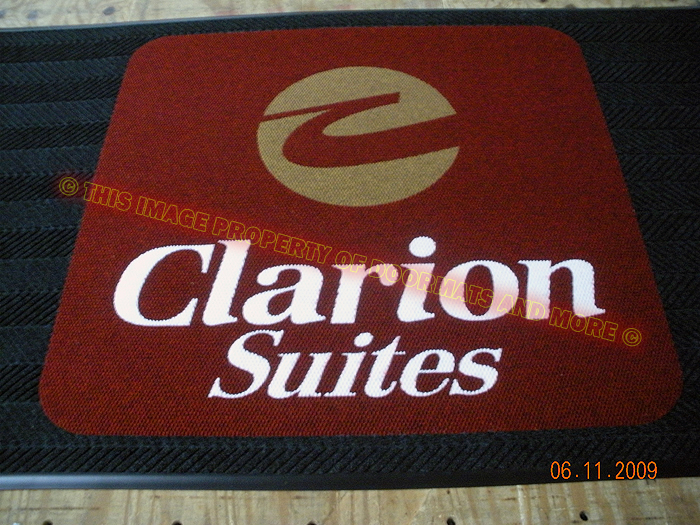 © THIS IMAGE PROPERTY OF DOORMATS AND MORE ©
Clarion
Suites
06.11.2009